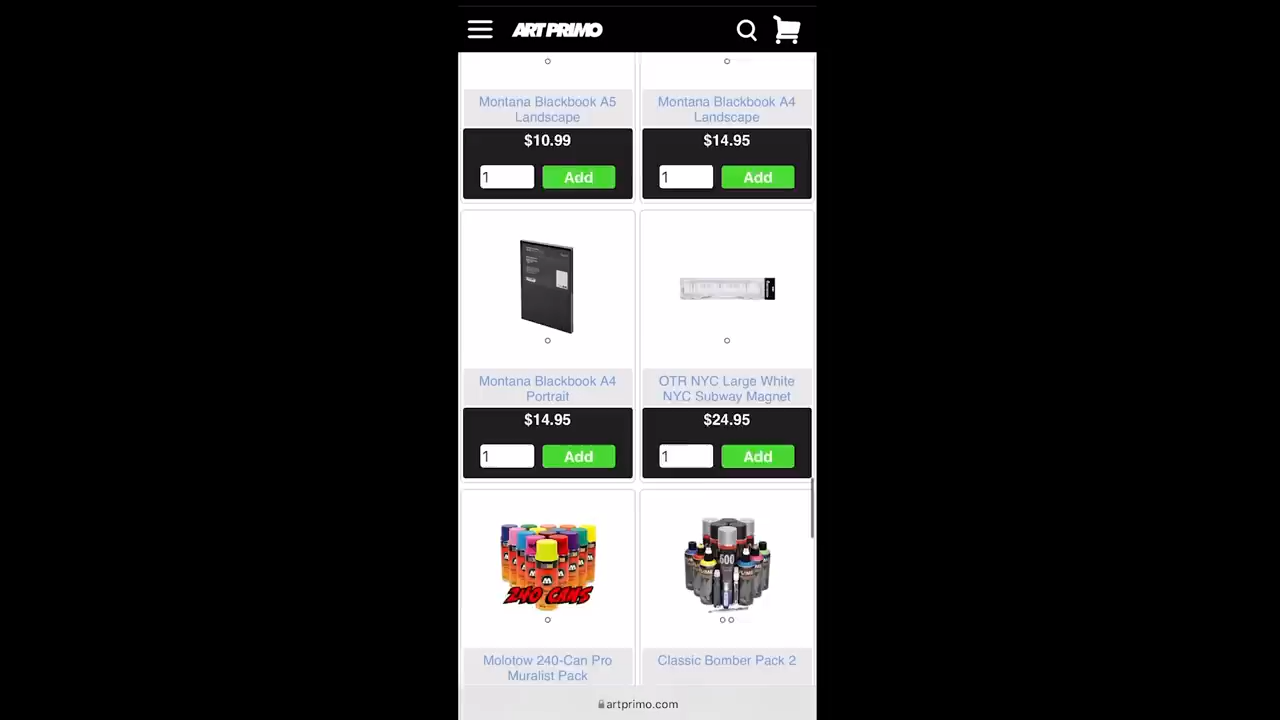 ART PRIMO
Montana Blackbook A5
Landscape
$10.99
1
Add
Montana Blackbook A4
Landscape
$14.95
1
Add
Montana Blackbook A4
Portrait
$14.95
1
Add
OTR NYC Large White
NYC Subway Magnet
$24.95
1
Add
240 CANS
Molotow 240-Can Pro
Muralist Pack
600
Classic Bomber Pack 2
artprimo.com